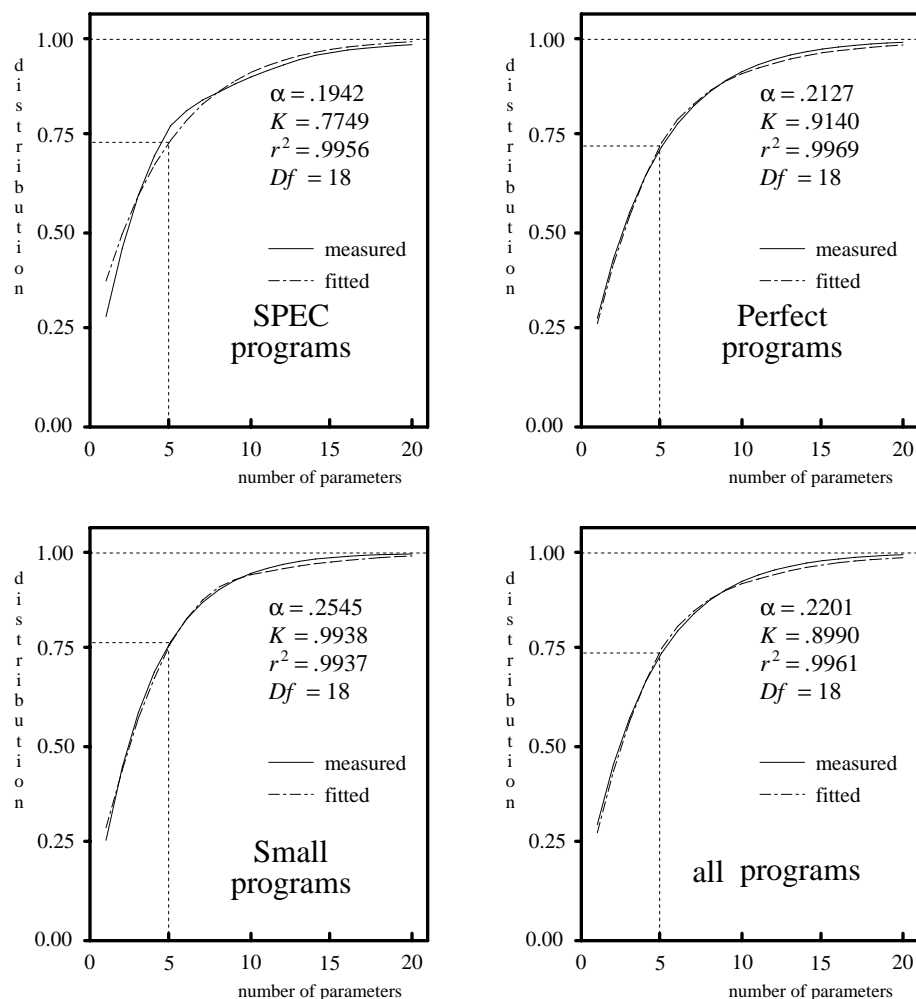 distribution
1.00
0.75
0.50
0.25
0.00
α = .1942
K = .7749
r² = .9956
Df = 18
measured
fitted
SPEC
programs
0 5 10 15 20
number of parameters
distribution
1.00
0.75
0.50
0.25
0.00
α = .2127
K = .9140
r² = .9969
Df = 18
measured
fitted
Perfect
programs
0 5 10 15 20
number of parameters
distribution
1.00
0.75
0.50
0.25
0.00
α = .2545
K = .9938
r² = .9937
Df = 18
measured
fitted
Small
programs
0 5 10 15 20
number of parameters
distribution
1.00
0.75
0.50
0.25
0.00
α = .2201
K = .8990
r² = .9961
Df = 18
measured
fitted
all programs
0 5 10 15 20
number of parameters